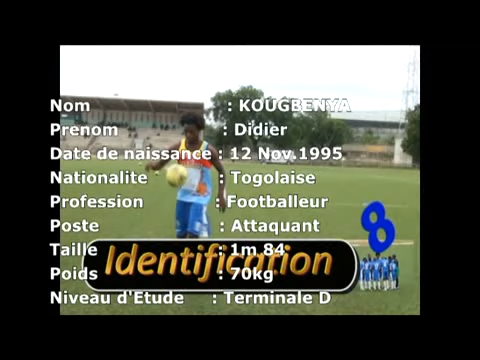 Nom : KOUGBENYA
Prenom : Didier
Date de naissance : 12 Nov.1995
Nationalite : Togolaise
Profession : Footballeur
Poste : Attaquant
Taille : 1m 84
Identification
Poids : 70kg
Niveau d'Etude : Terminale D
8